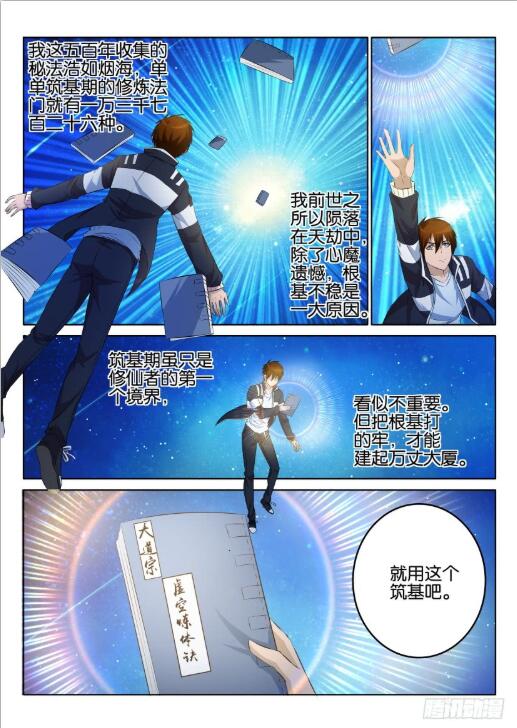 我这五百年收集的
秘法浩如烟海，单
单筑基期的修炼法
门就有一万三千七
百二十六种。
我前世之
所以陨落
在天劫中，
除了心魔
遗憾，根
基不稳是
一大原因。
筑基期虽只是
修仙者的第一
个境界，
看似不重要。
但把根基打
的牢，才能
建起万丈大厦。
大道宗
虚空炼体诀
就用这个
筑基吧。
腾讯动漫